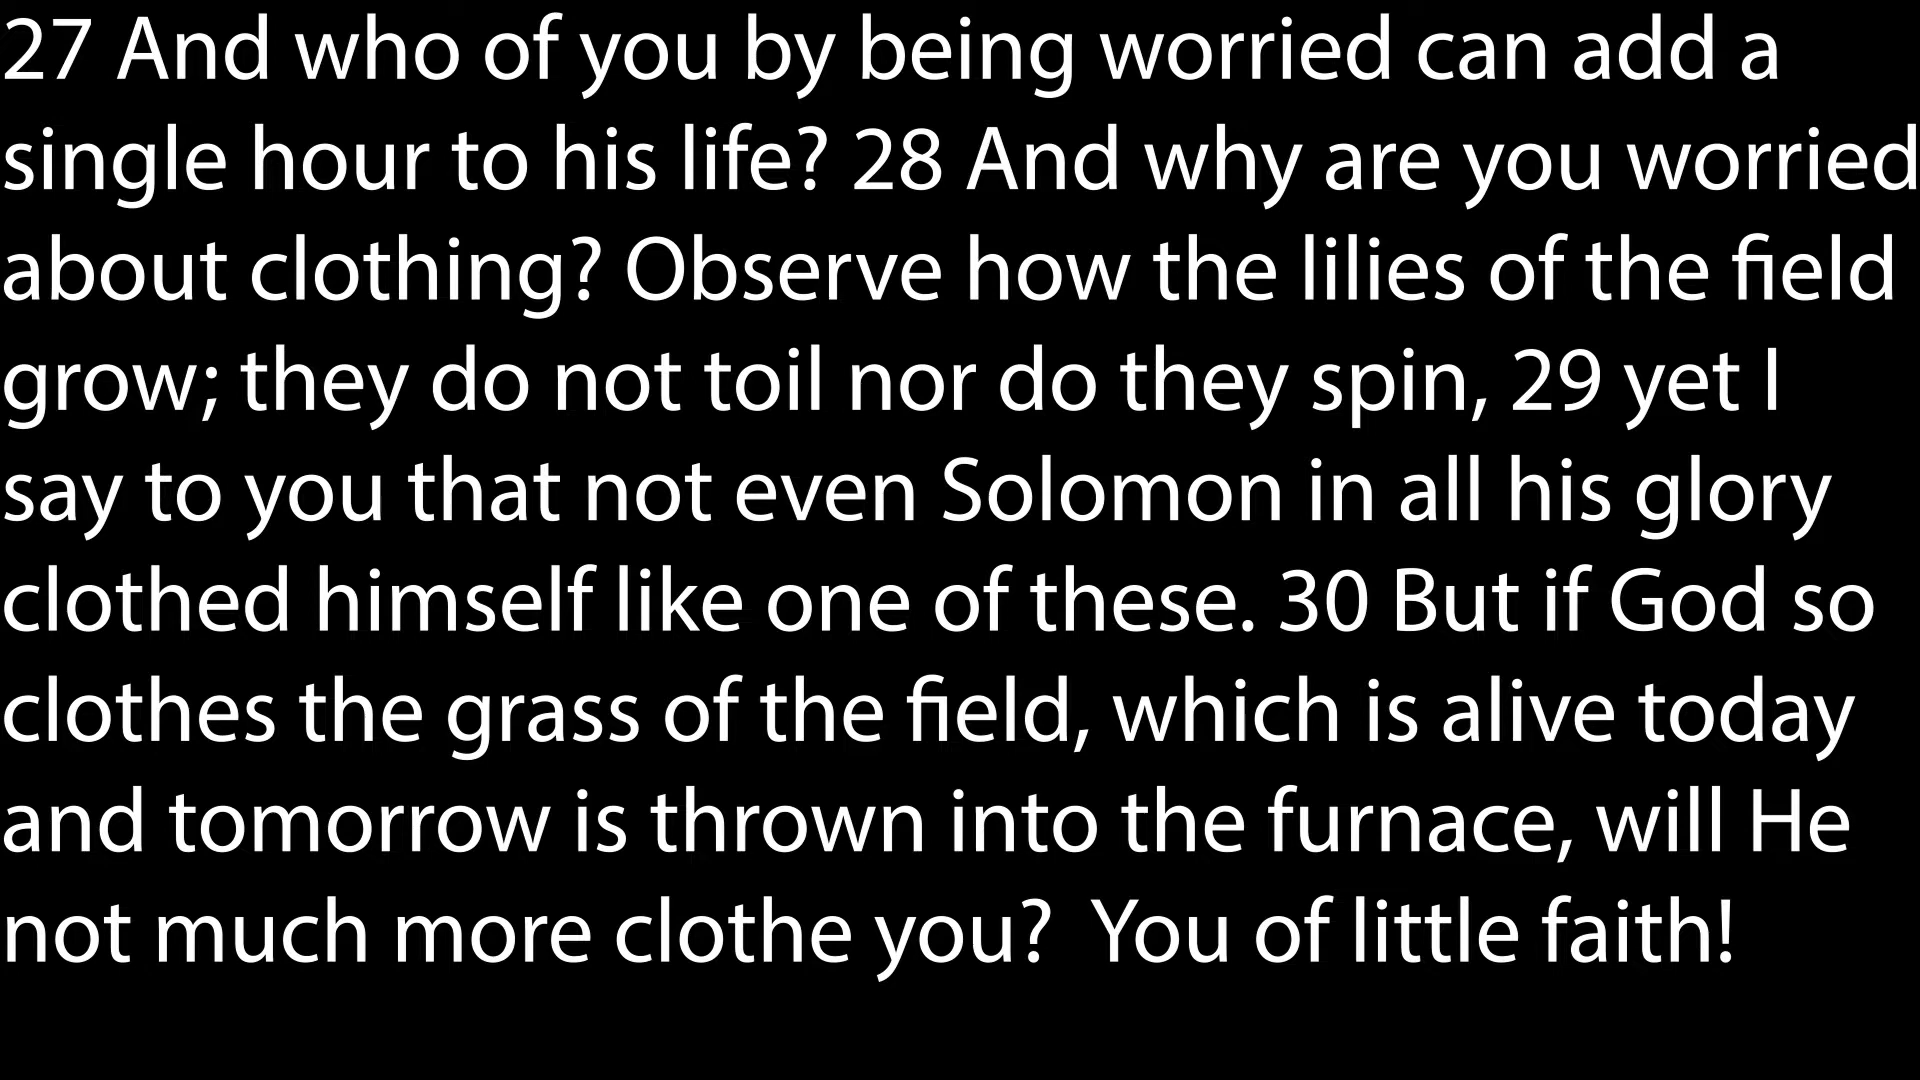 27 And who of you by being worried can add a
single hour to his life? 28 And why are you worried
about clothing? Observe how the lilies of the field
grow; they do not toil nor do they spin, 29 yet I
say to you that not even Solomon in all his glory
clothed himself like one of these. 30 But if God so
clothes the grass of the field, which is alive today
and tomorrow is thrown into the furnace, will He
not much more clothe you?  You of little faith!